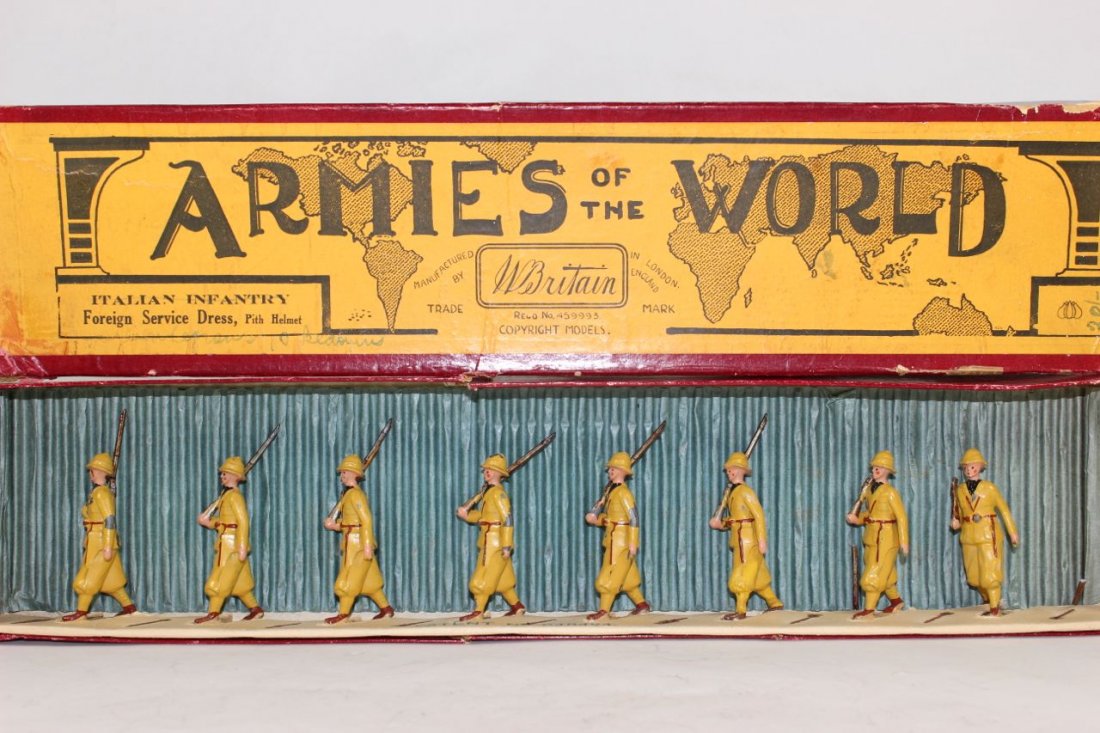 ARMIES OF THE WORLD
MANUFACTURED BY
W Britain
IN LONDON. ENGLAND
TRADE MARK
REGD No. 459993.
COPYRIGHT MODELS.
ITALIAN INFANTRY
Foreign Service Dress, Pith Helmet